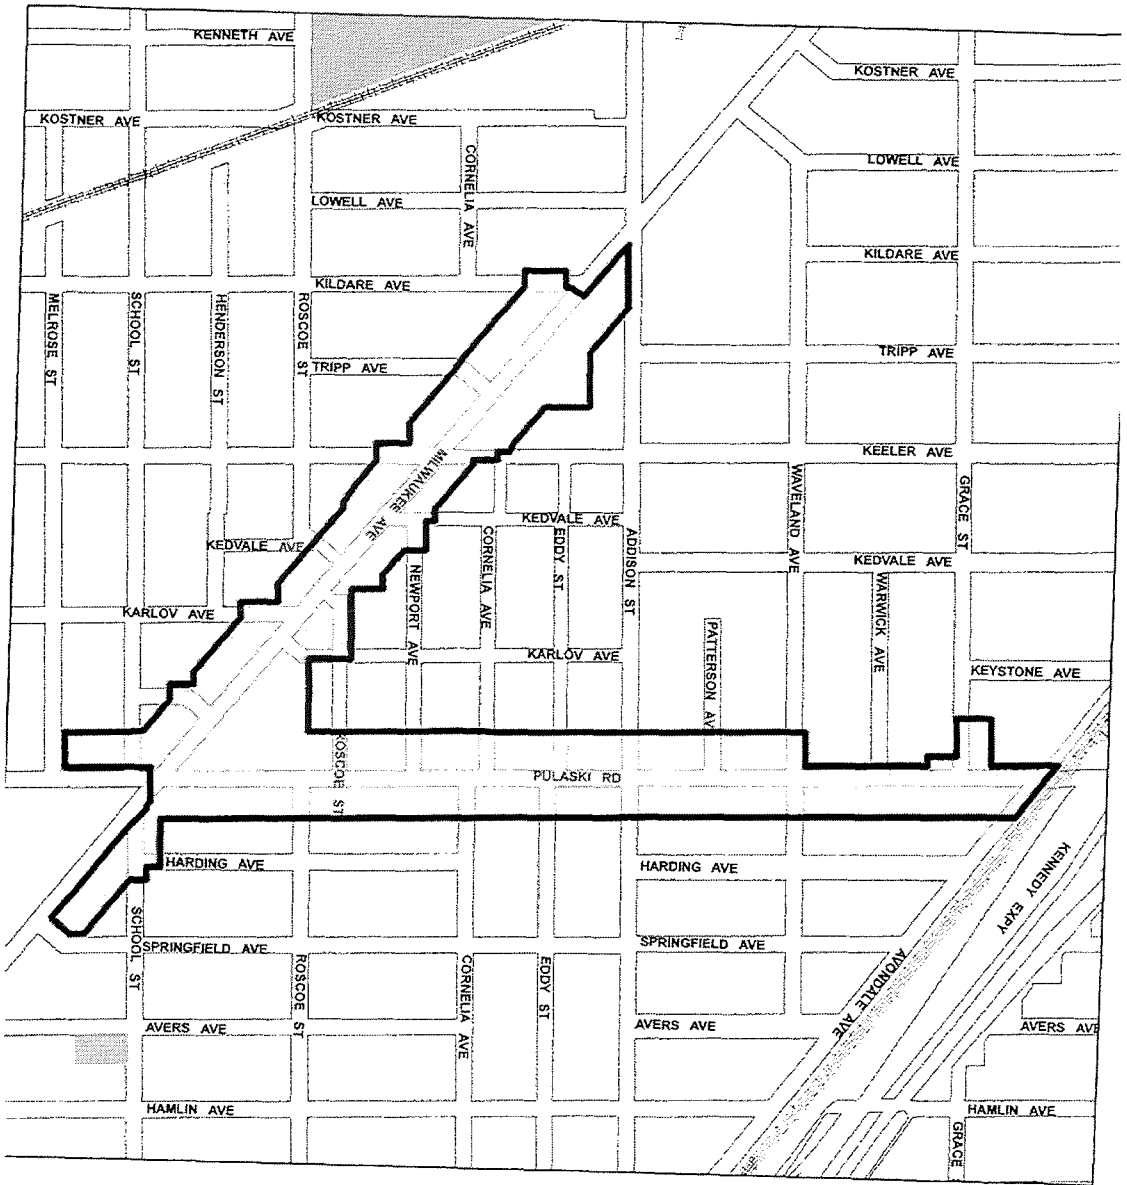 KENNETH AVE
KOSTNER AVE
KOSTNER AVE
KOSTNER AVE
CORNELIA AVE
LOWELL AVE
LOWELL AVE
KILDARE AVE
KILDARE AVE
MELROSE ST
SCHOOL ST
HENDERSON ST
ROSCOE ST
TRIPP AVE
TRIPP AVE
KEELER AVE
MILWAUKEE AVE
WAVELAND AVE
GRACE ST
KEDVALE AVE
KEDVALE AVE
KEDVALE AVE
CORNELIA AVE
EDDY ST
ADDISON ST
NEWPORT AVE
WARWICK AVE
KARLOV AVE
KARLOV AVE
PATTERSON AV
KEYSTONE AVE
ROSCOE ST
PULASKI RD
HARDING AVE
HARDING AVE
KENNEDY EXPY
SCHOOL ST
SPRINGFIELD AVE
SPRINGFIELD AVE
ROSCOE ST
CORNELIA AVE
EDDY ST
AVONDALE AVE
AVERS AVE
AVERS AVE
AVERS AVE
HAMLIN AVE
HAMLIN AVE
GRACE